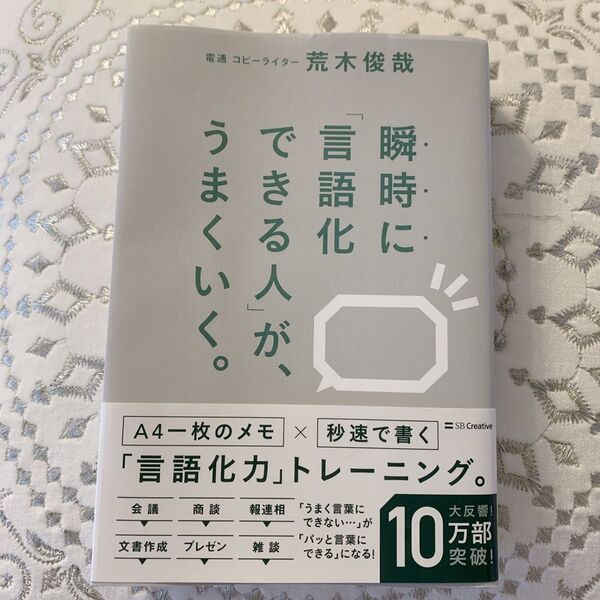 電通 コピーライター 荒木俊哉
瞬時に
「言語化
できる人」が、
うまくいく。
A4一枚のメモ × 秒速で書く
SB Creative
「言語化力」トレーニング。
会議 商談 報連相
文書作成 プレゼン 雑談
「うまく言葉に
できない…」が
「パッと言葉に
できる」になる!
大反響!
10万部
突破!